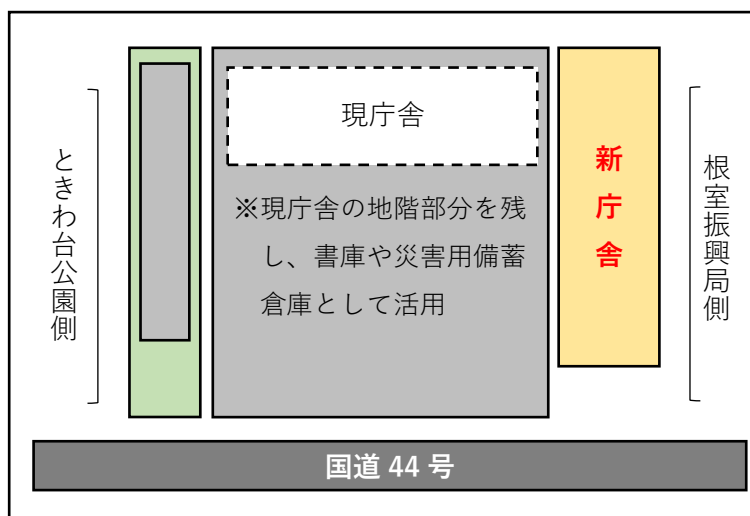 現庁舎
※現庁舎の地階部分を残
し、書庫や災害用備蓄
倉庫として活用
新庁舎
ときわ台公園側
根室振興局側
国道 44 号